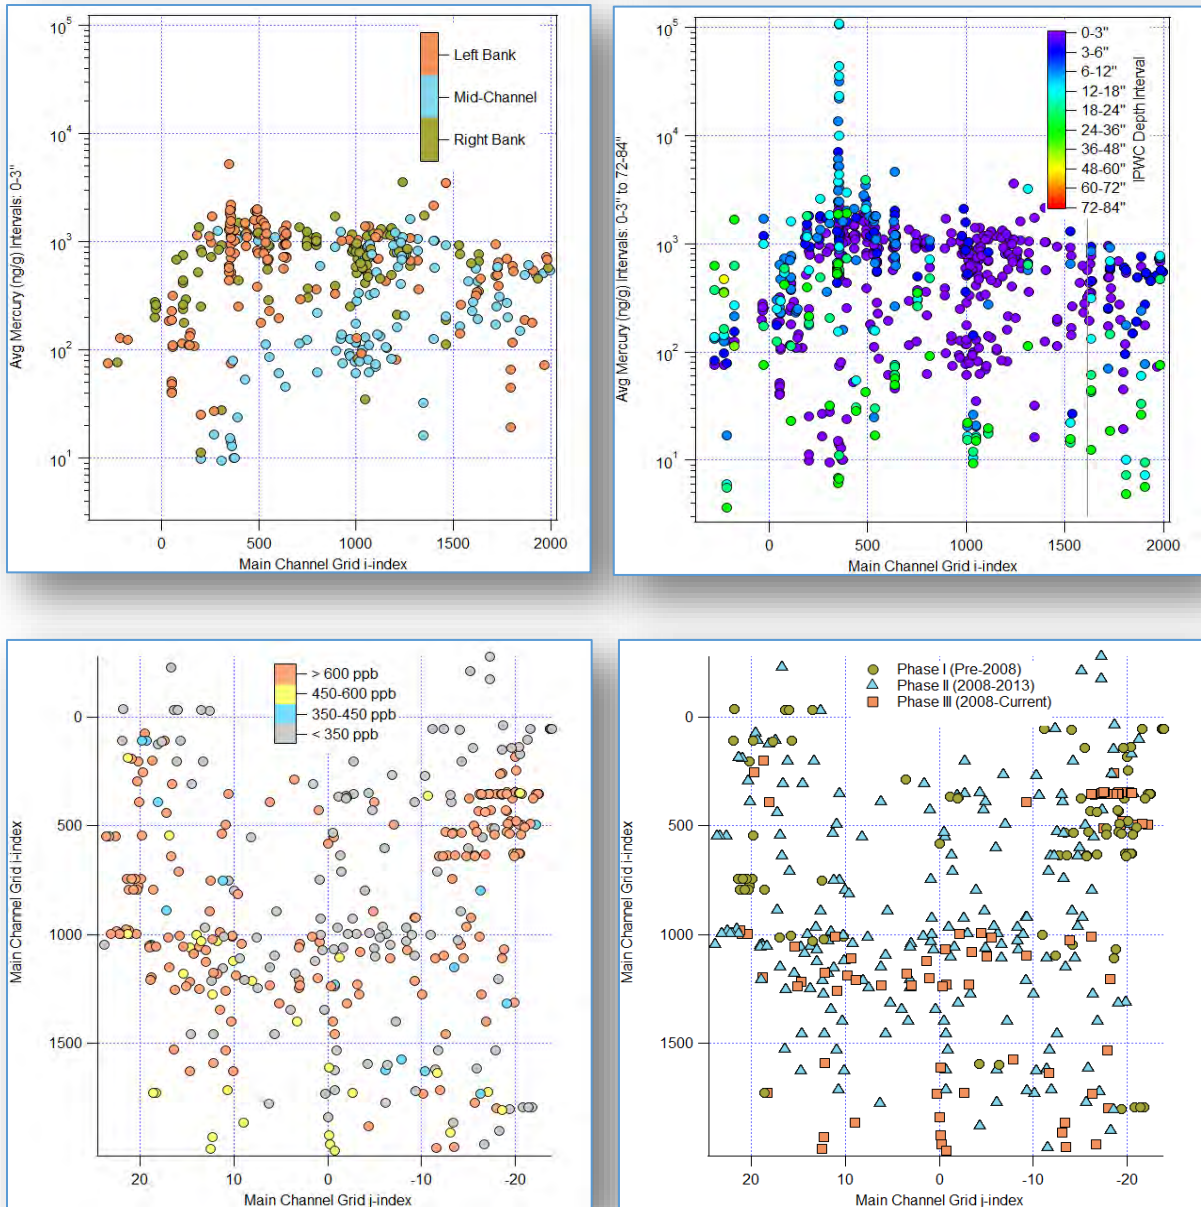 10^5
10^4
10^3
10^2
10^1
Avg Mercury (ng/g) Intervals: 0-3"
Left Bank
Mid-Channel
Right Bank
0 500 1000 1500 2000
Main Channel Grid i-index
10^5
10^4
10^3
10^2
10^1
Avg Mercury (ng/g) Intervals: 0-3" to 72-84"
0-3"
3-6"
6-12"
12-18"
18-24"
24-36"
36-48"
48-60"
60-72"
72-84"
IPWC Depth Interval
0 500 1000 1500 2000
Main Channel Grid i-index
> 600 ppb
450-600 ppb
350-450 ppb
< 350 ppb
0
500
1000
1500
Main Channel Grid i-index
20 10 0 -10 -20
Main Channel Grid j-index
Phase I (Pre-2008)
Phase II (2008-2013)
Phase III (2008-Current)
0
500
1000
1500
Main Channel Grid i-index
20 10 0 -10 -20
Main Channel Grid j-index